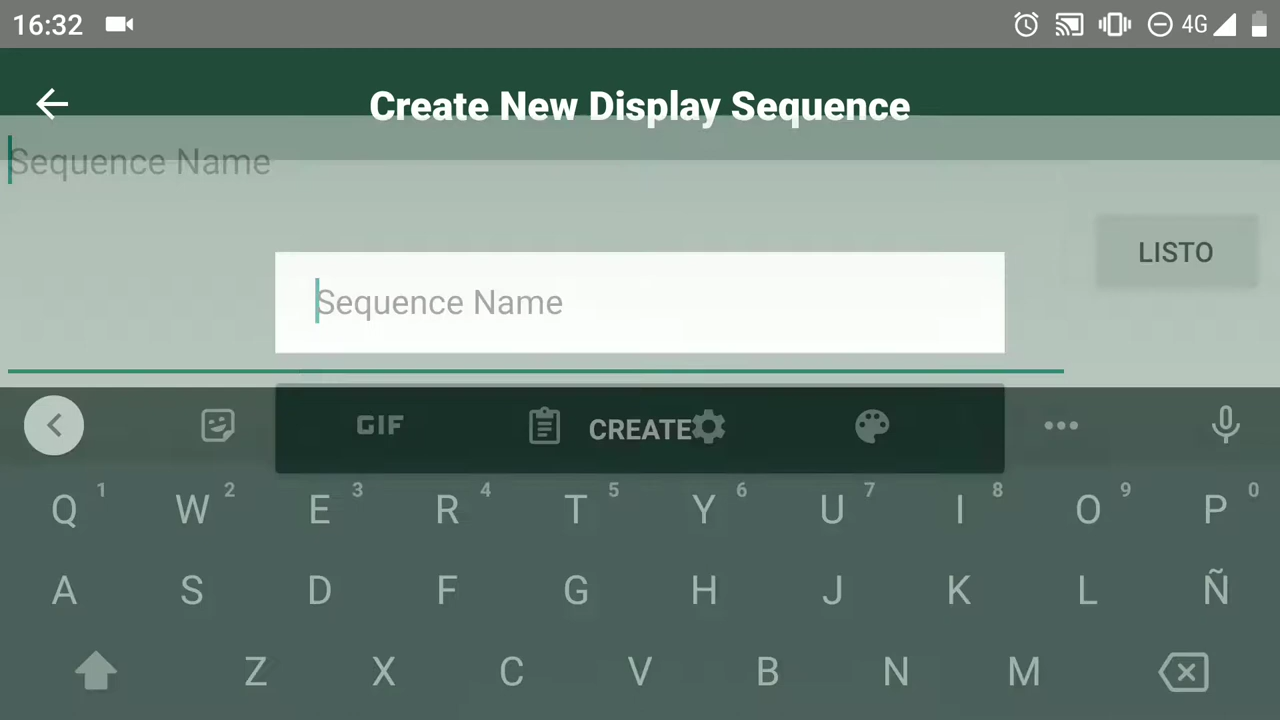 16:32
4G
Create New Display Sequence
Sequence Name
LISTO
Sequence Name
GIF
CREATE
1 2 3 4 5 6 7 8 9 0
Q W E R T Y U I O P
A S D F G H J K L Ñ
Z X C V B N M